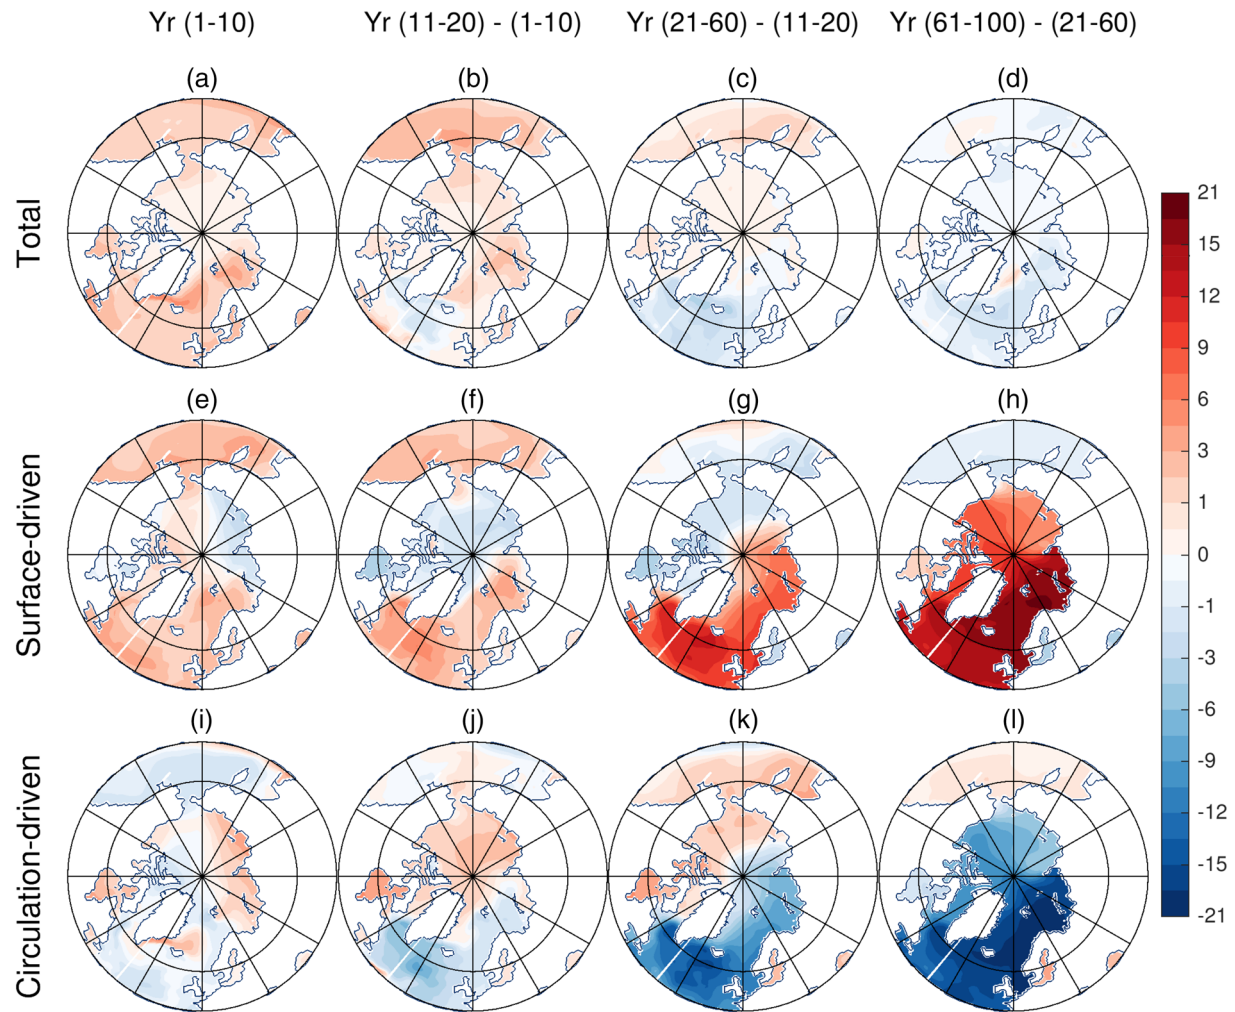 Yr (1-10) Yr (11-20) - (1-10) Yr (21-60) - (11-20) Yr (61-100) - (21-60)
(a) (b) (c) (d)
Total
(e) (f) (g) (h)
Surface-driven
(i) (j) (k) (l)
Circulation-driven
21
15
12
9
6
3
1
0
-1
-3
-6
-9
-12
-15
-21